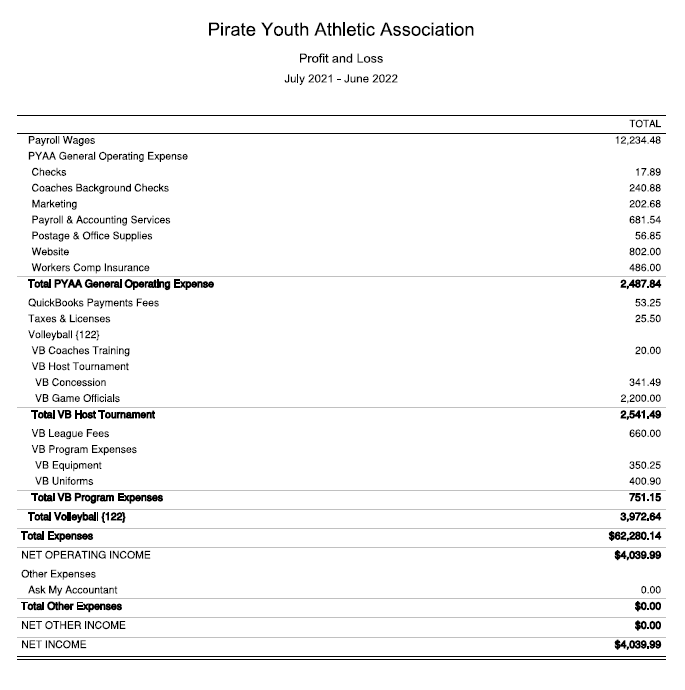 Pirate Youth Athletic Association
Profit and Loss
July 2021 - June 2022
TOTAL
Payroll Wages 12,234.48
PYAA General Operating Expense
Checks 17.89
Coaches Background Checks 240.88
Marketing 202.68
Payroll & Accounting Services 681.54
Postage & Office Supplies 56.85
Website 802.00
Workers Comp Insurance 486.00
Total PYAA General Operating Expense 2,487.84
QuickBooks Payments Fees 53.25
Taxes & Licenses 25.50
Volleyball {122}
VB Coaches Training 20.00
VB Host Tournament
VB Concession 341.49
VB Game Officials 2,200.00
Total VB Host Tournament 2,541.49
VB League Fees 660.00
VB Program Expenses
VB Equipment 350.25
VB Uniforms 400.90
Total VB Program Expenses 751.15
Total Volleyball {122} 3,972.64
Total Expenses $62,280.14
NET OPERATING INCOME $4,039.99
Other Expenses
Ask My Accountant 0.00
Total Other Expenses $0.00
NET OTHER INCOME $0.00
NET INCOME $4,039.99